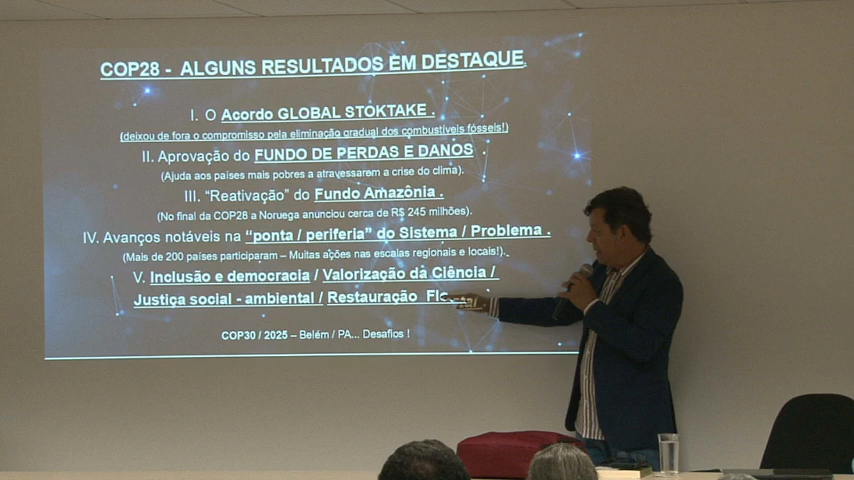 COP28 - ALGUNS RESULTADOS EM DESTAQUE
I. O Acordo GLOBAL STOKTAKE .
(deixou de fora o compromisso pela eliminação gradual dos combustíveis fósseis!)
II. Aprovação do FUNDO DE PERDAS E DANOS
(Ajuda aos países mais pobres a atravessarem a crise do clima).
III. "Reativação" do Fundo Amazônia .
(No final da COP28 a Noruega anunciou cerca de R$ 245 milhões).
IV. Avanços notáveis na "ponta / periferia" do Sistema / Problema .
(Mais de 200 países participaram – Muitas ações nas escalas regionais e locais!).
V. Inclusão e democracia / Valorização da Ciência /
Justiça social - ambiental / Restauração
COP30 / 2025 – Belém / PA... Desafios !